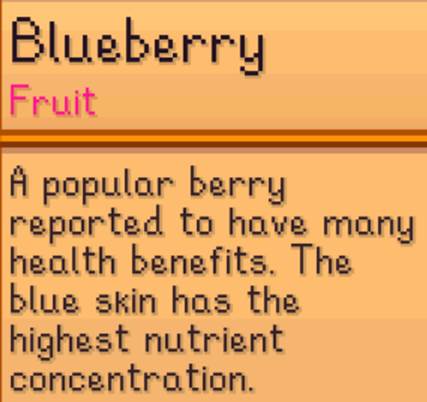 Blueberry
Fruit
A popular berry
reported to have many
health benefits. The
blue skin has the
highest nutrient
concentration.